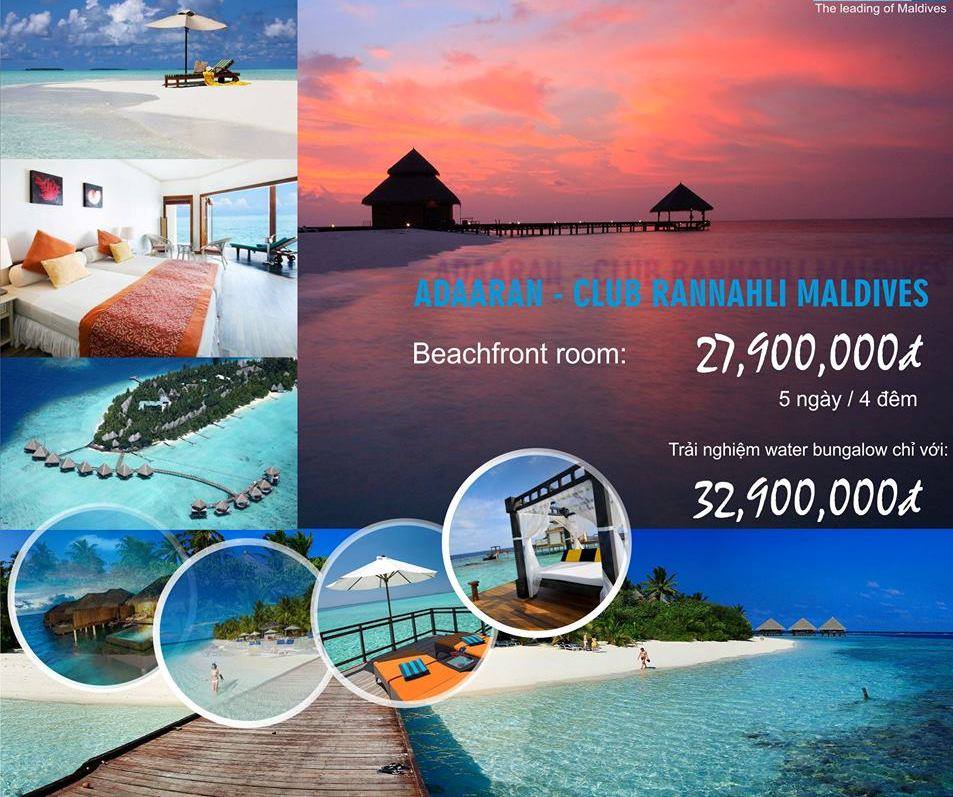 The leading of Maldives
ADAARAN - CLUB RANNAHLI MALDIVES
Beachfront room: 27,900,000đ
5 ngày / 4 đêm
Trải nghiệm water bungalow chỉ với:
32,900,000đ